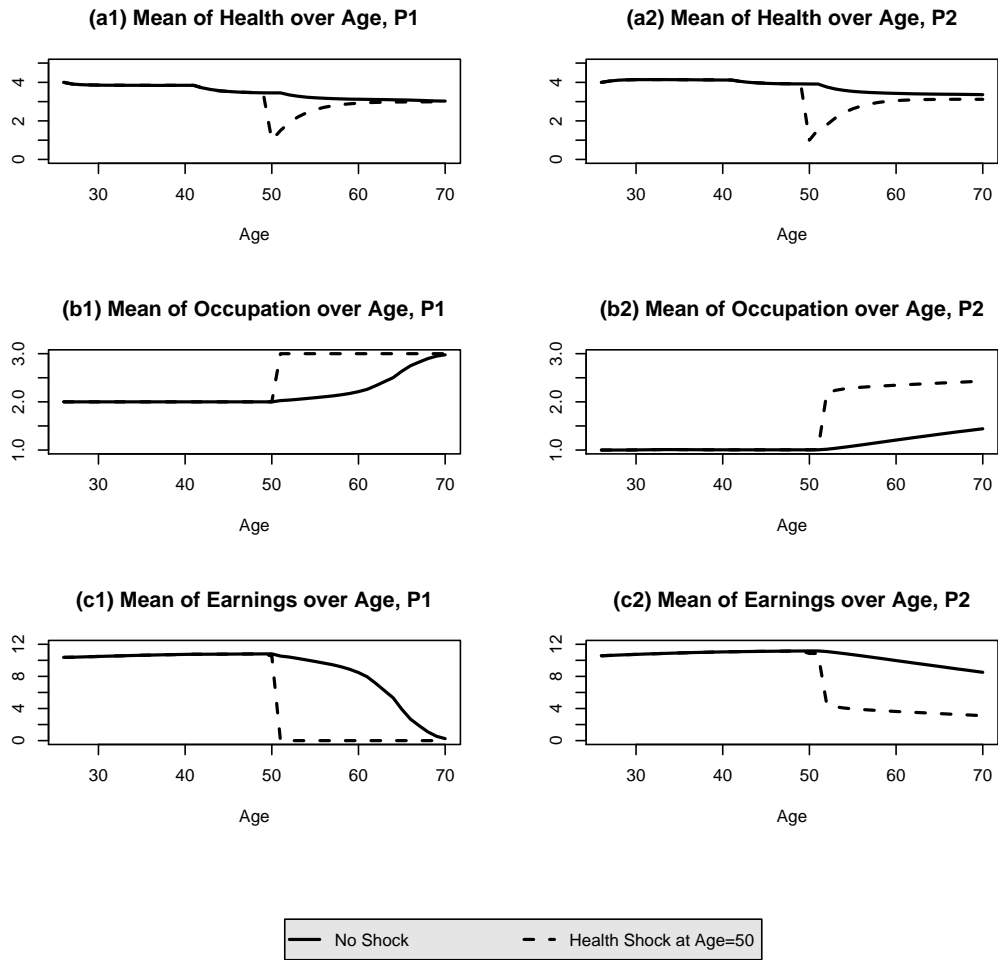 (a1) Mean of Health over Age, P1
(a2) Mean of Health over Age, P2
4
2
0
30 40 50 60 70
Age
4
2
0
30 40 50 60 70
Age
(b1) Mean of Occupation over Age, P1
(b2) Mean of Occupation over Age, P2
3.0
2.0
1.0
30 40 50 60 70
Age
3.0
2.0
1.0
30 40 50 60 70
Age
(c1) Mean of Earnings over Age, P1
(c2) Mean of Earnings over Age, P2
12
8
4
0
30 40 50 60 70
Age
12
8
4
0
30 40 50 60 70
Age
No Shock
Health Shock at Age=50